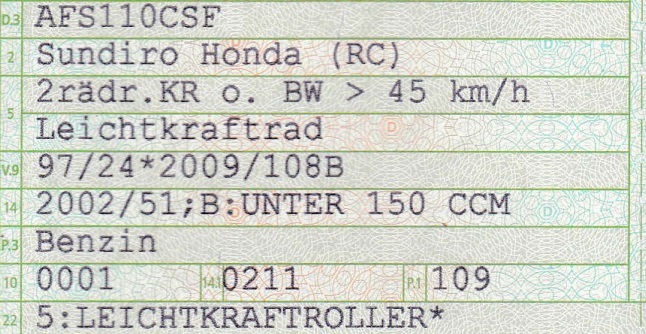 D.3 AFS110CSF
2 Sundiro Honda (RC)
5 2rädr.KR o. BW > 45 km/h
Leichtkraftrad
V.9 97/24*2009/108B
14 2002/51;B:UNTER 150 CCM
P.3 Benzin
10 0001 14.1 0211 P.1 109
22 5:LEICHTKRAFTROLLER*